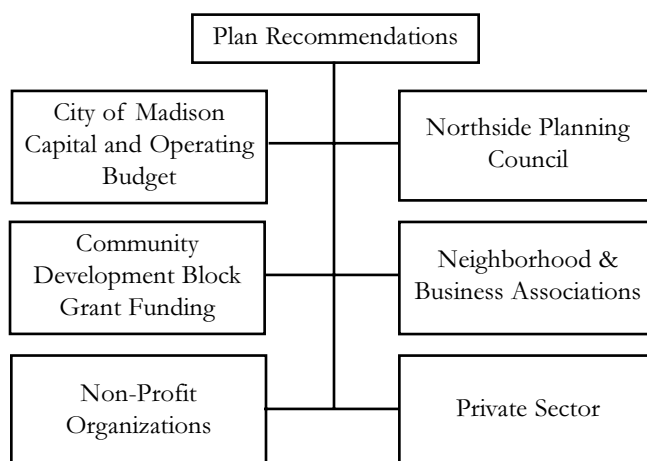 Plan Recommendations
City of Madison
Capital and Operating
Budget
Northside Planning
Council
Community
Development Block
Grant Funding
Neighborhood &
Business Associations
Non-Profit
Organizations
Private Sector